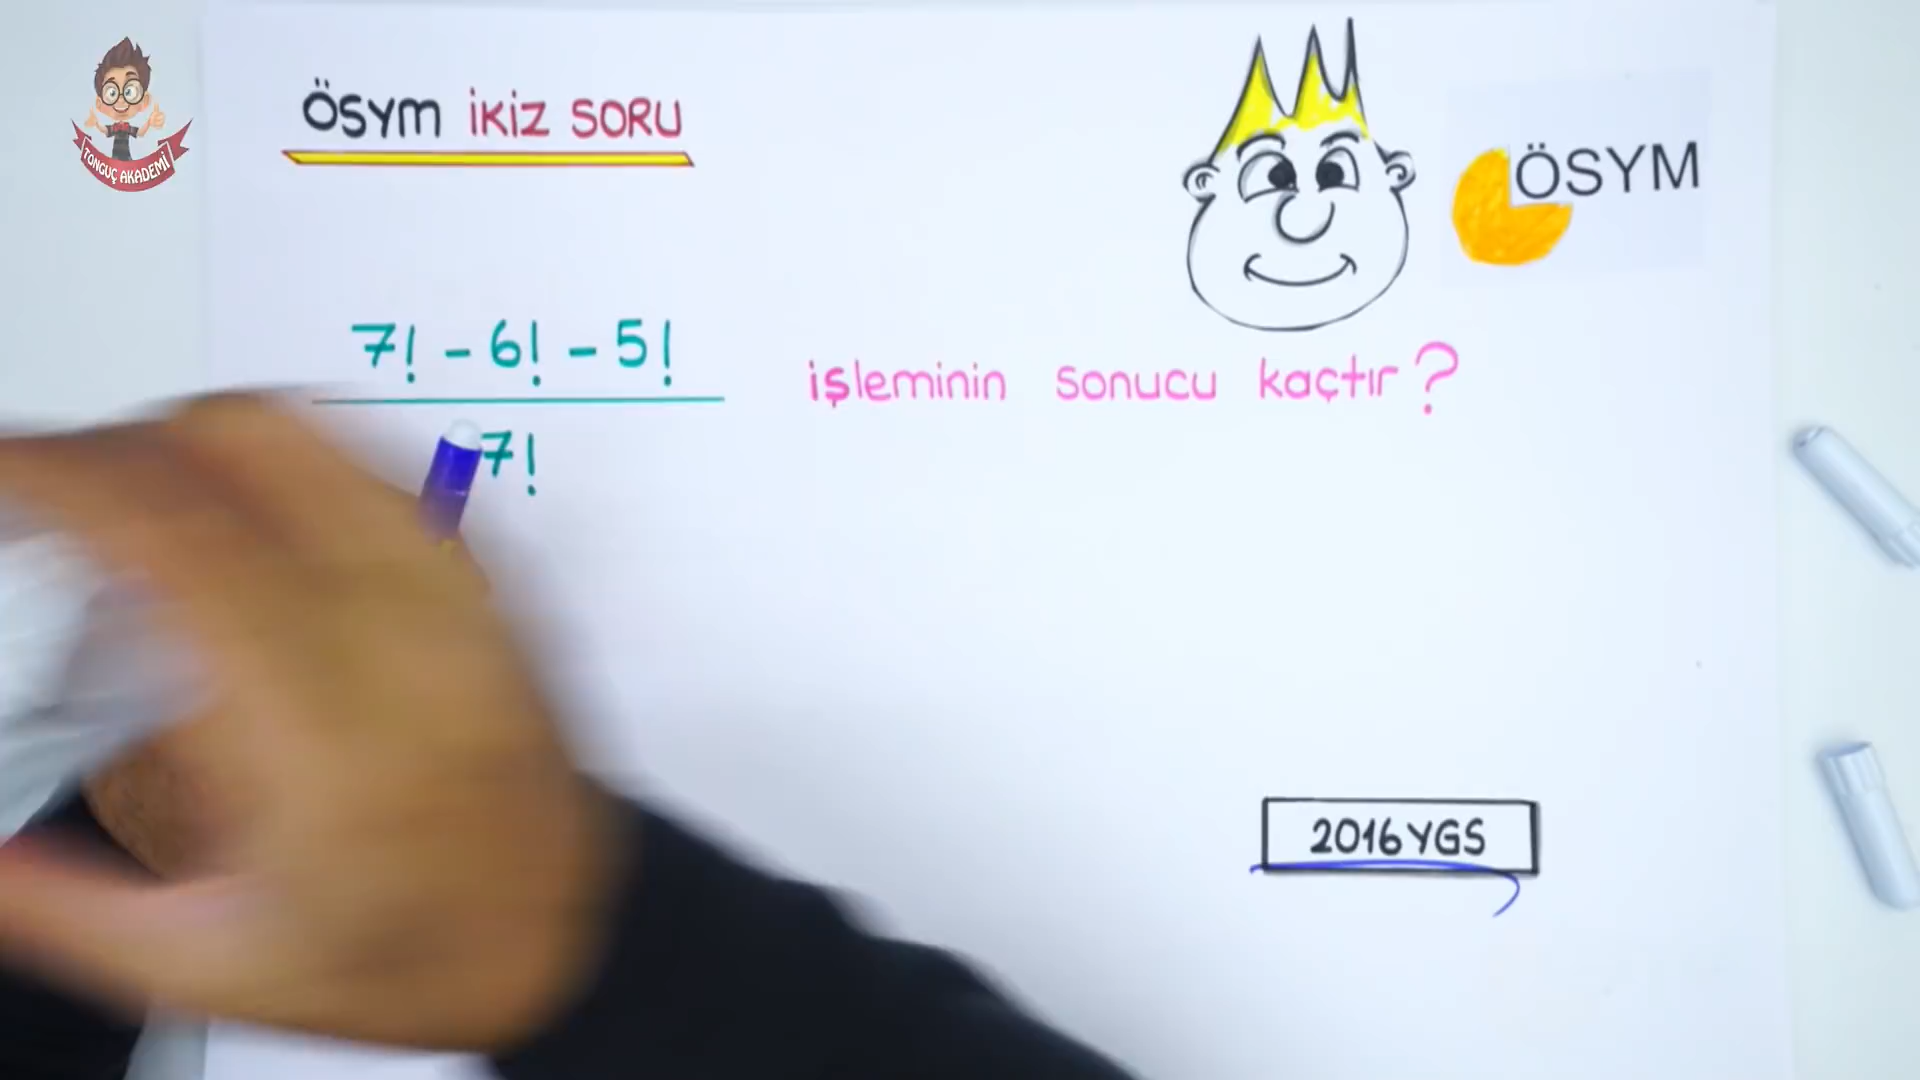 TONGUÇ AKADEMİ
ÖSYM İKİZ SORU
ÖSYM
7! - 6! - 5!
7!
işleminin sonucu kaçtır?
2016 YGS